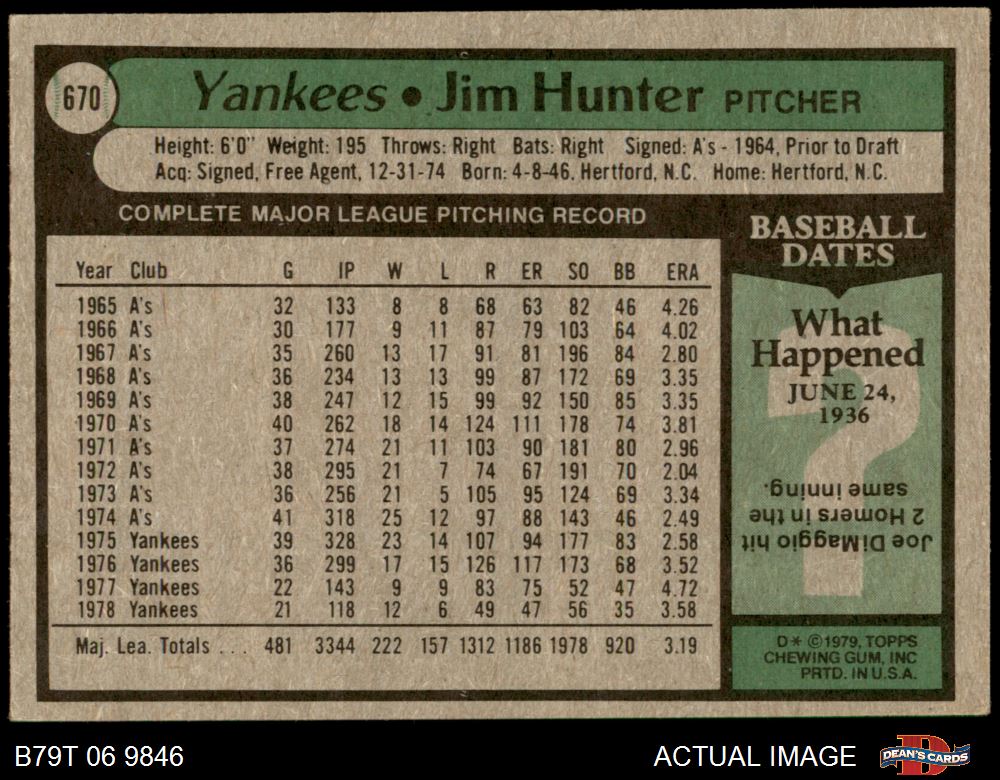 670
Yankees • Jim Hunter PITCHER
Height: 6'0" Weight: 195 Throws: Right Bats: Right Signed: A's - 1964, Prior to Draft
Acq: Signed, Free Agent, 12-31-74 Born: 4-8-46, Hertford, N.C. Home: Hertford, N.C.
COMPLETE MAJOR LEAGUE PITCHING RECORD
Year Club G IP W L R ER SO BB ERA
1965 A's 32 133 8 8 68 63 82 46 4.26
1966 A's 30 177 9 11 87 79 103 64 4.02
1967 A's 35 260 13 17 91 81 196 84 2.80
1968 A's 36 234 13 13 99 87 172 69 3.35
1969 A's 38 247 12 15 99 92 150 85 3.35
1970 A's 40 262 18 14 124 111 178 74 3.81
1971 A's 37 274 21 11 103 90 181 80 2.96
1972 A's 38 295 21 7 74 67 191 70 2.04
1973 A's 36 256 21 5 105 95 124 69 3.34
1974 A's 41 318 25 12 97 88 143 46 2.49
1975 Yankees 39 328 23 14 107 94 177 83 2.58
1976 Yankees 36 299 17 15 126 117 173 68 3.52
1977 Yankees 22 143 9 9 83 75 52 47 4.72
1978 Yankees 21 118 12 6 49 47 56 35 3.58
Maj. Lea. Totals . . . 481 3344 222 157 1312 1186 1978 920 3.19
BASEBALL
DATES
What
Happened
JUNE 24,
1936
?
Joe DiMaggio hit
2 Homers in the
same inning.
D* ©1979, TOPPS
CHEWING GUM, INC
PRTD. IN U.S.A.
B79T 06 9846
ACTUAL IMAGE
D
DEAN'S CARDS